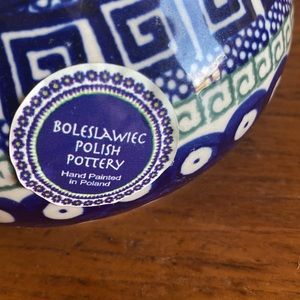 BOLESLAWIEC
POLISH
POTTERY
Hand Painted
in Poland